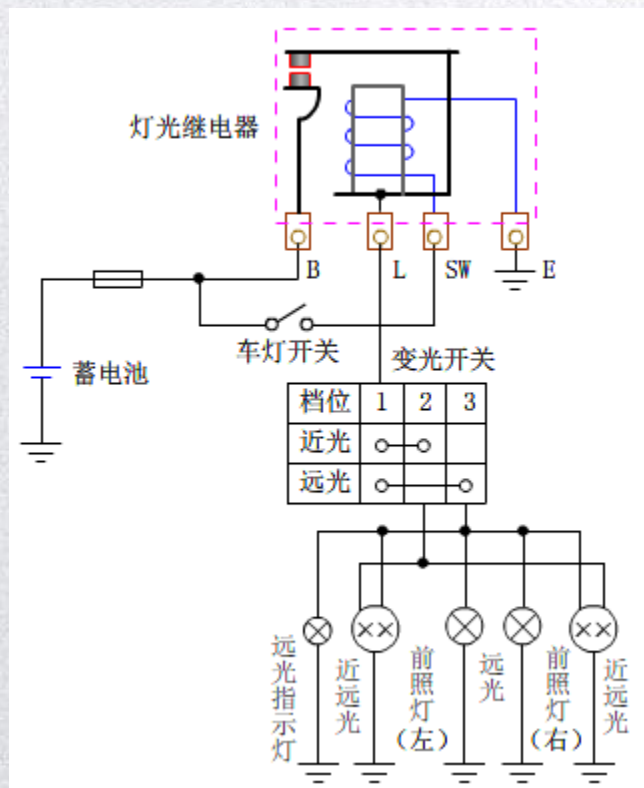 灯光继电器
B
L
SW
E
车灯开关
变光开关
蓄电池
档位 1 2 3
近光
远光
远光指示灯
近远光
前照灯(左)
远光
前照灯(右)
近远光